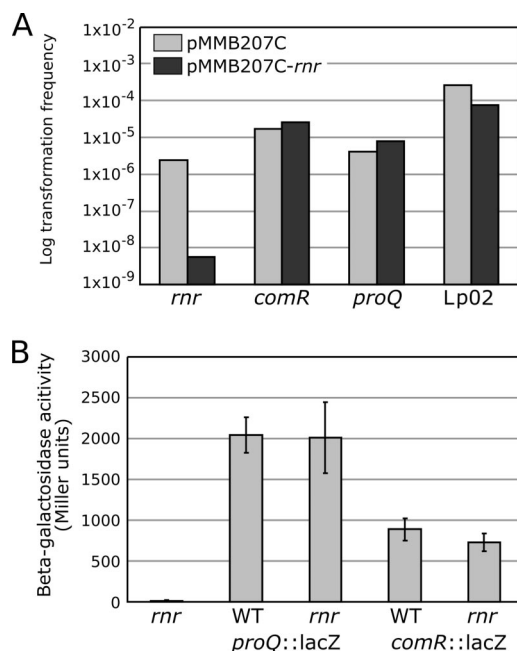 A
1x10⁻²
1x10⁻³
1x10⁻⁴
1x10⁻⁵
1x10⁻⁶
1x10⁻⁷
1x10⁻⁸
1x10⁻⁹
Log transformation frequency
pMMB207C
pMMB207C-rnr
rnr comR proQ Lp02
B
3000
2500
2000
1500
1000
500
0
Beta-galactosidase acitivity
(Miller units)
rnr WT rnr WT rnr
proQ::lacZ comR::lacZ